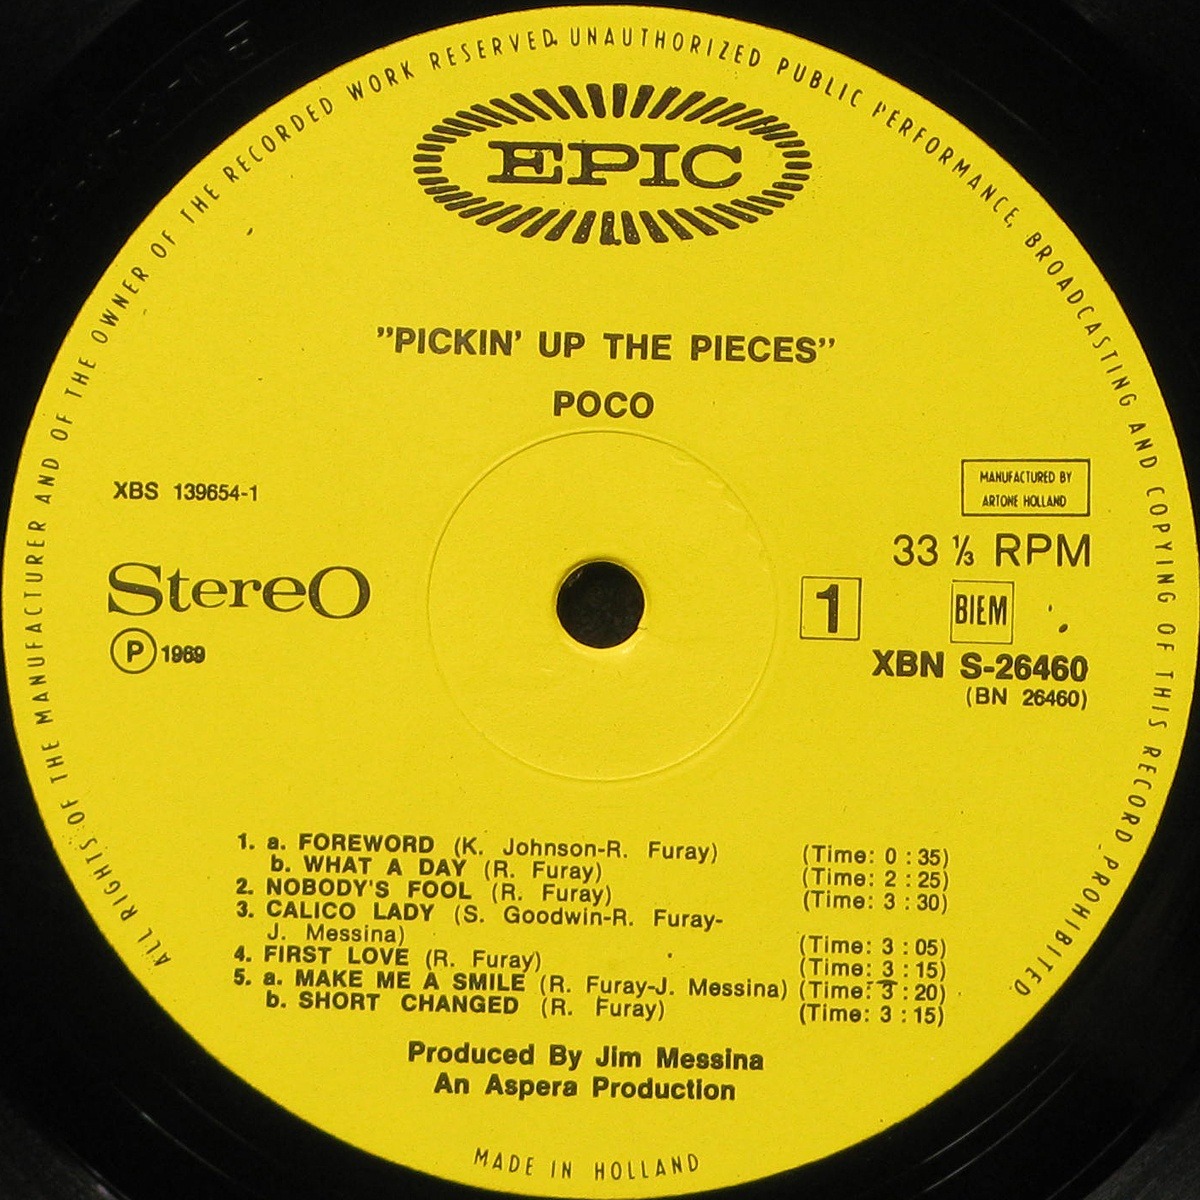 ALL RIGHTS OF THE MANUFACTURER AND OF THE OWNER OF THE RECORDED WORK RESERVED. UNAUTHORIZED PUBLIC PERFORMANCE, BROADCASTING AND COPYING OF THIS RECORD PROHIBITED
EPIC
"PICKIN' UP THE PIECES"
POCO
XBS 139654-1
MANUFACTURED BY
ARTONE HOLLAND
33 ⅓ RPM
Stereo
1
BIEM
Ⓟ 1969
XBN S-26460
(BN 26460)
1. a. FOREWORD (K. Johnson-R. Furay) (Time: 0 : 35)
b. WHAT A DAY (R. Furay) (Time: 2 : 25)
2. NOBODY'S FOOL (R. Furay) (Time: 3 : 30)
3. CALICO LADY (S. Goodwin-R. Furay-
J. Messina) (Time: 3 : 05)
4. FIRST LOVE (R. Furay) (Time: 3 : 15)
5. a. MAKE ME A SMILE (R. Furay-J. Messina) (Time: 3 : 20)
b. SHORT CHANGED (R. Furay) (Time: 3 : 15)
Produced By Jim Messina
An Aspera Production
MADE IN HOLLAND